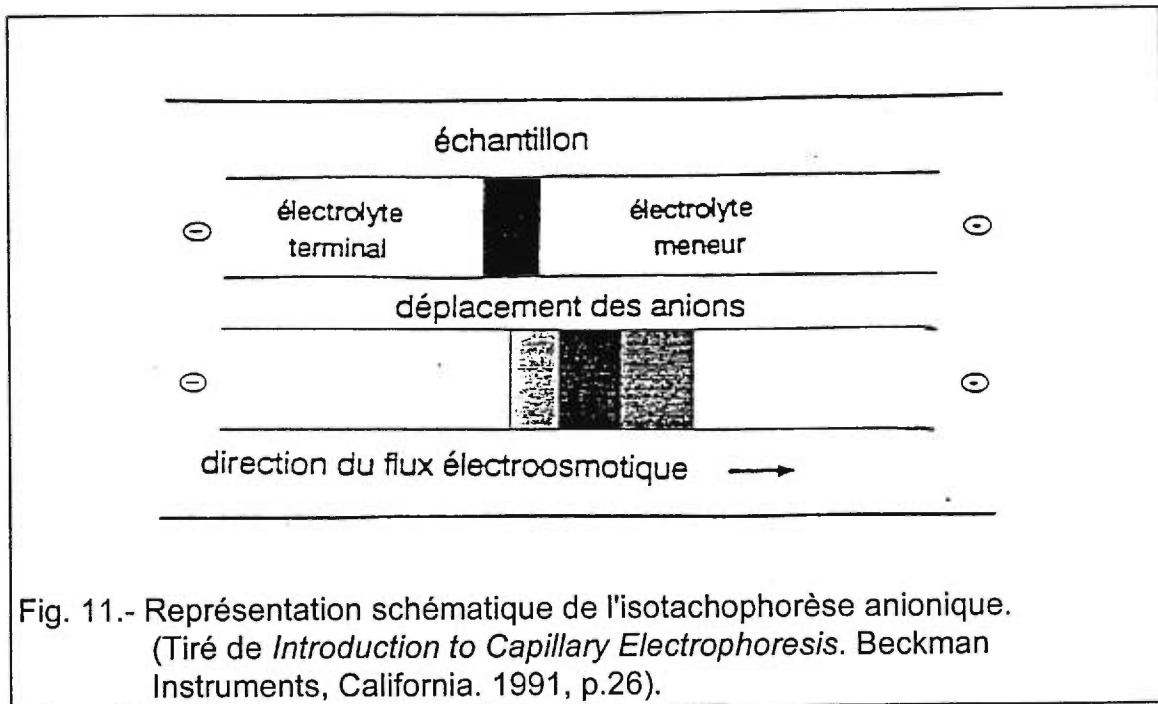 échantillon
électrolyte
terminal
électrolyte
meneur
déplacement des anions
direction du flux électroosmotique
Fig. 11.- Représentation schématique de l'isotachophorèse anionique.
(Tiré de Introduction to Capillary Electrophoresis. Beckman
Instruments, California. 1991, p.26).